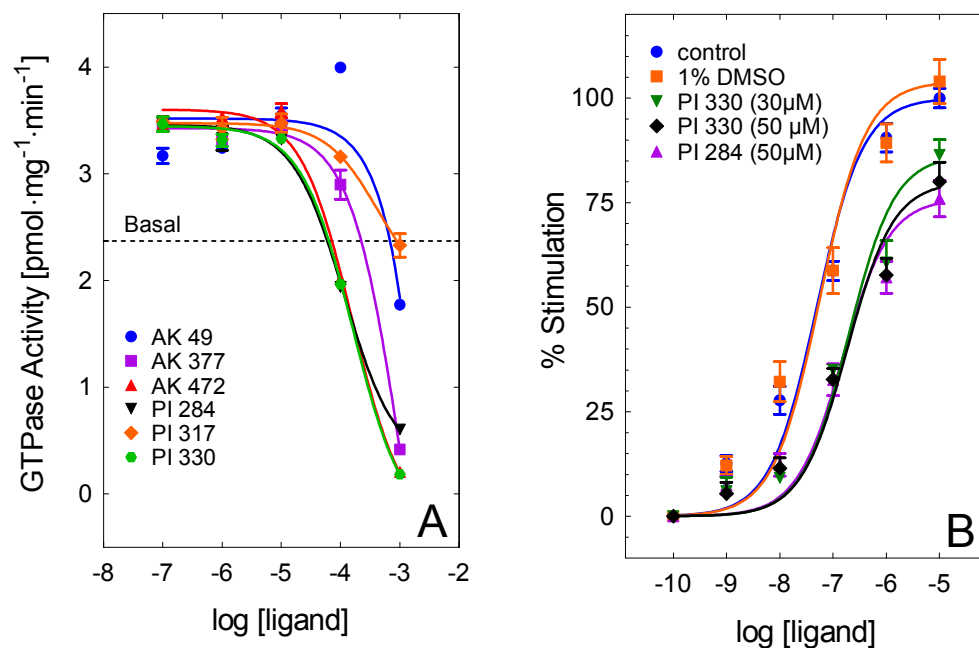 GTPase Activity [pmol·mg⁻¹·min⁻¹]
4
3
2
1
0
Basal
AK 49
AK 377
AK 472
PI 284
PI 317
PI 330
A
-8 -7 -6 -5 -4 -3 -2
log [ligand]
% Stimulation
100
75
50
25
0
control
1% DMSO
PI 330 (30µM)
PI 330 (50 µM)
PI 284 (50µM)
B
-10 -9 -8 -7 -6 -5
log [ligand]